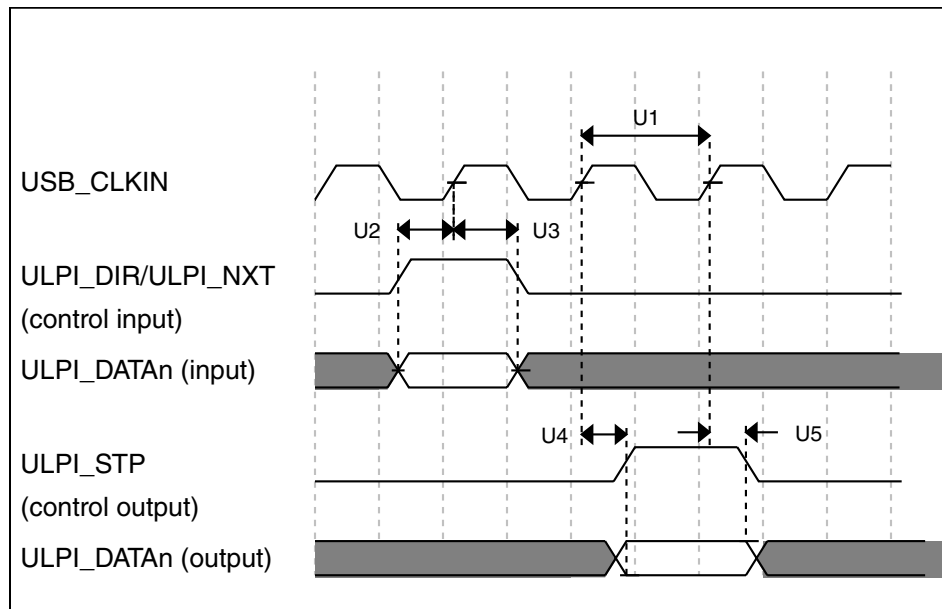 U1
USB_CLKIN
U2
U3
ULPI_DIR/ULPI_NXT
(control input)
ULPI_DATAn (input)
U4
U5
ULPI_STP
(control output)
ULPI_DATAn (output)